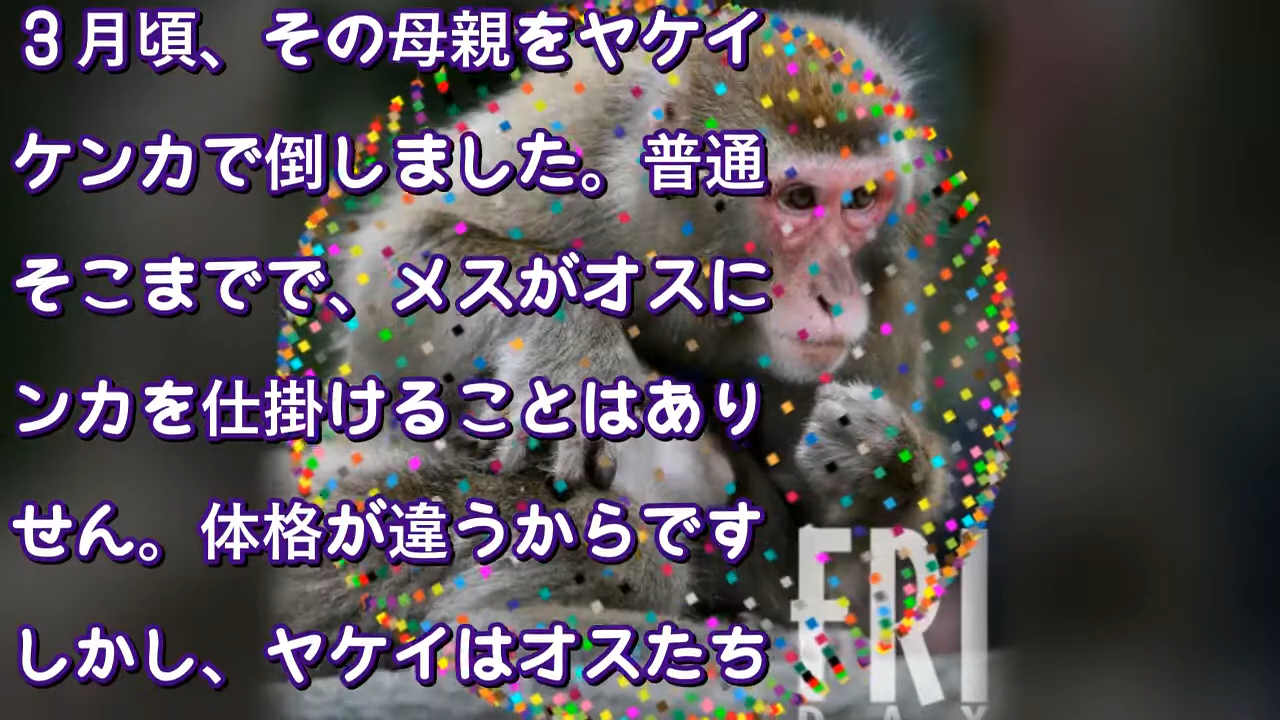 ３月頃、その母親をヤケイ
ケンカで倒しました。普通
そこまでで、メスがオスに
ンカを仕掛けることはあり
せん。体格が違うからです
しかし、ヤケイはオスたち
FRI
DAY